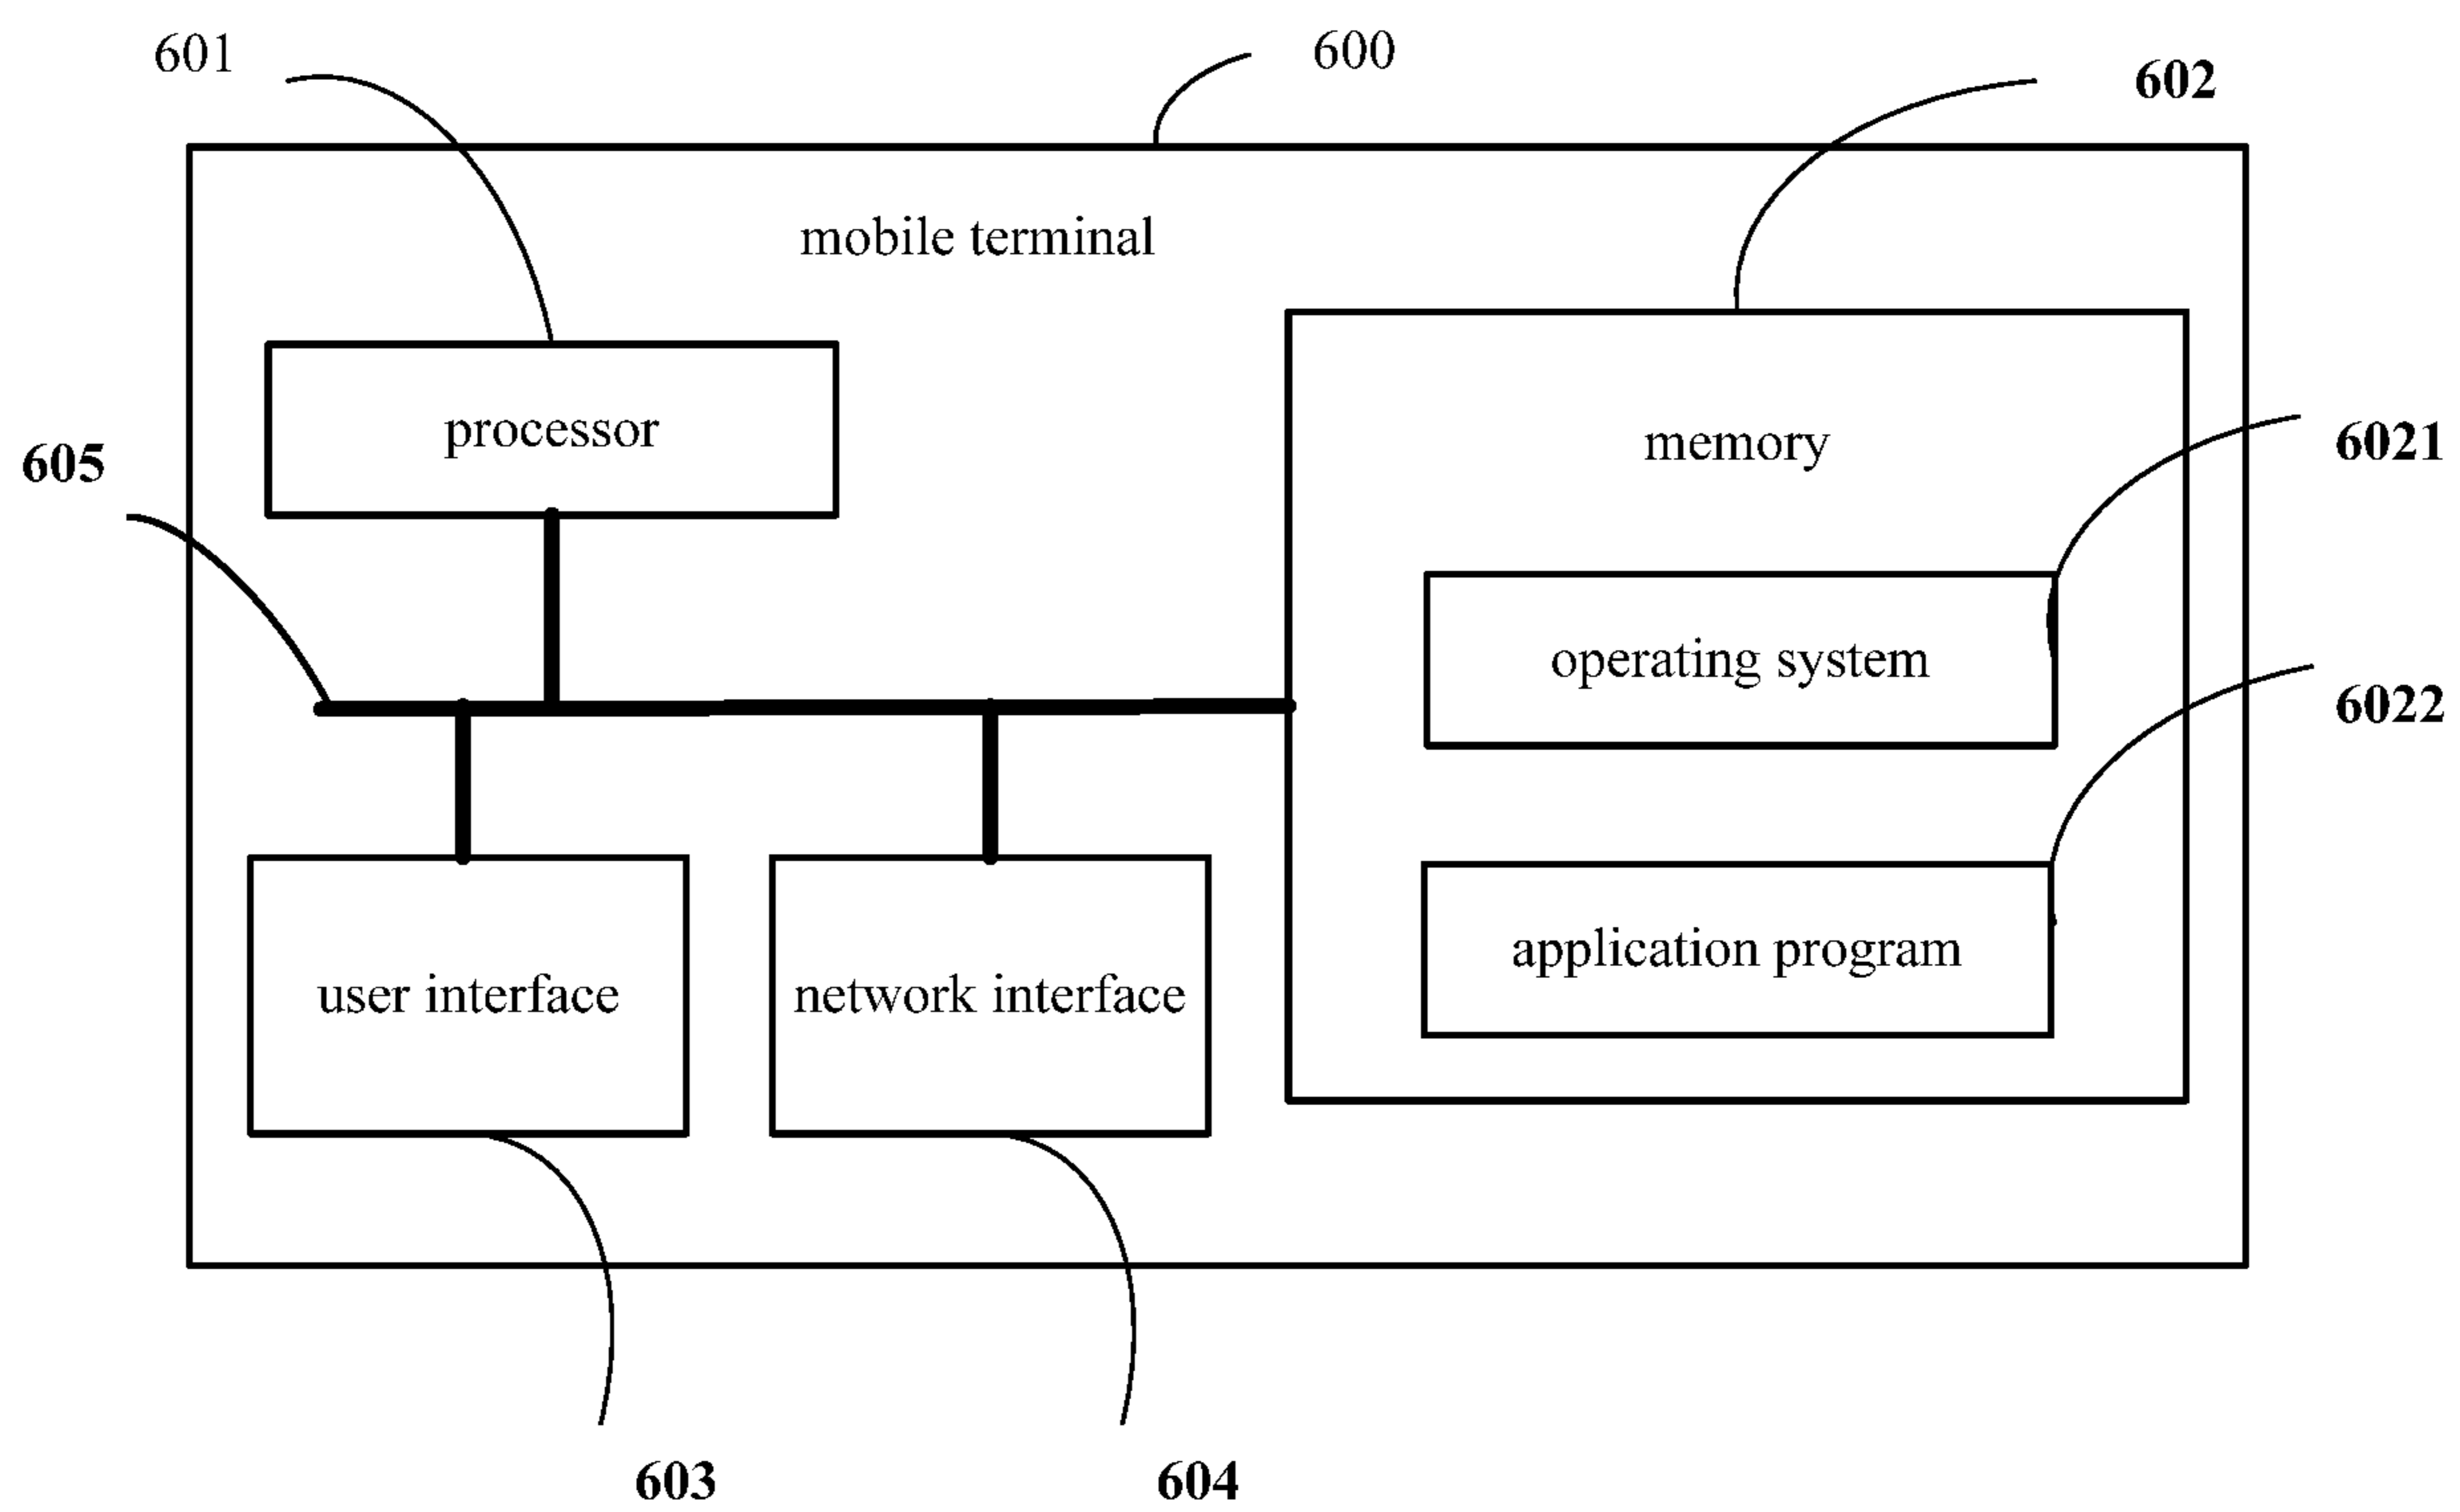 601
600
602
mobile terminal
processor
memory
605
6021
operating system
6022
application program
user interface
network interface
603
604